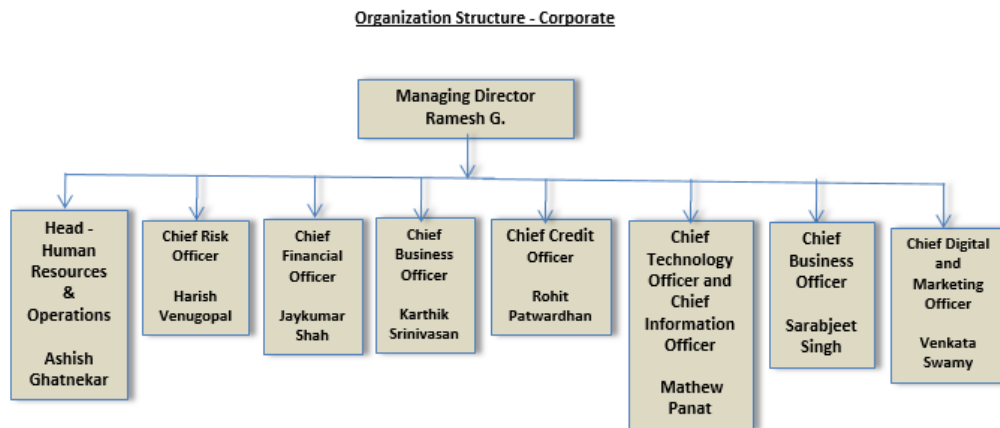 Organization Structure - Corporate
Managing Director
Ramesh G.
Head -
Human
Resources
&
Operations
Ashish
Ghatnekar
Chief Risk
Officer
Harish
Venugopal
Chief
Financial
Officer
Jaykumar
Shah
Chief
Business
Officer
Karthik
Srinivasan
Chief Credit
Officer
Rohit
Patwardhan
Chief
Technology
Officer and
Chief
Information
Officer
Mathew
Panat
Chief
Business
Officer
Sarabjeet
Singh
Chief Digital
and
Marketing
Officer
Venkata
Swamy